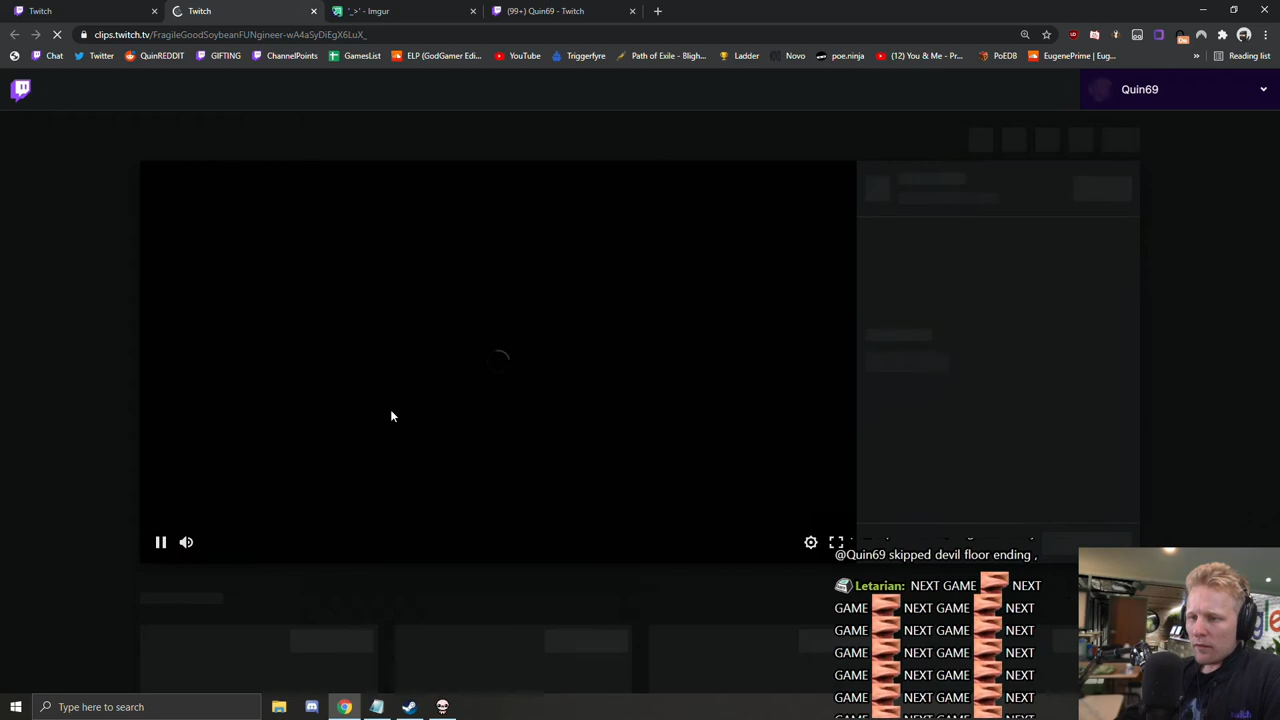 Twitch
Twitch
'_>' - Imgur
(99+) Quin69 - Twitch
clips.twitch.tv/FragileGoodSoybeanFUNgineer-wA4aSyDiEgX6LuX_
Chat
Twitter
QuinREDDIT
GIFTING
ChannelPoints
GamesList
ELP (GodGamer Edi...
YouTube
Triggerfyre
Path of Exile - Bligh...
Ladder
Novo
poe.ninja
(12) You & Me - Pr...
PoEDB
EugenePrime | Eug...
Reading list
Quin69
@Quin69 skipped devil floor ending ,
Letarian: NEXT GAME NEXT
GAME NEXT GAME NEXT
GAME NEXT GAME NEXT
GAME NEXT GAME NEXT
GAME NEXT GAME NEXT
GAME NEXT GAME NEXT
Type here to search